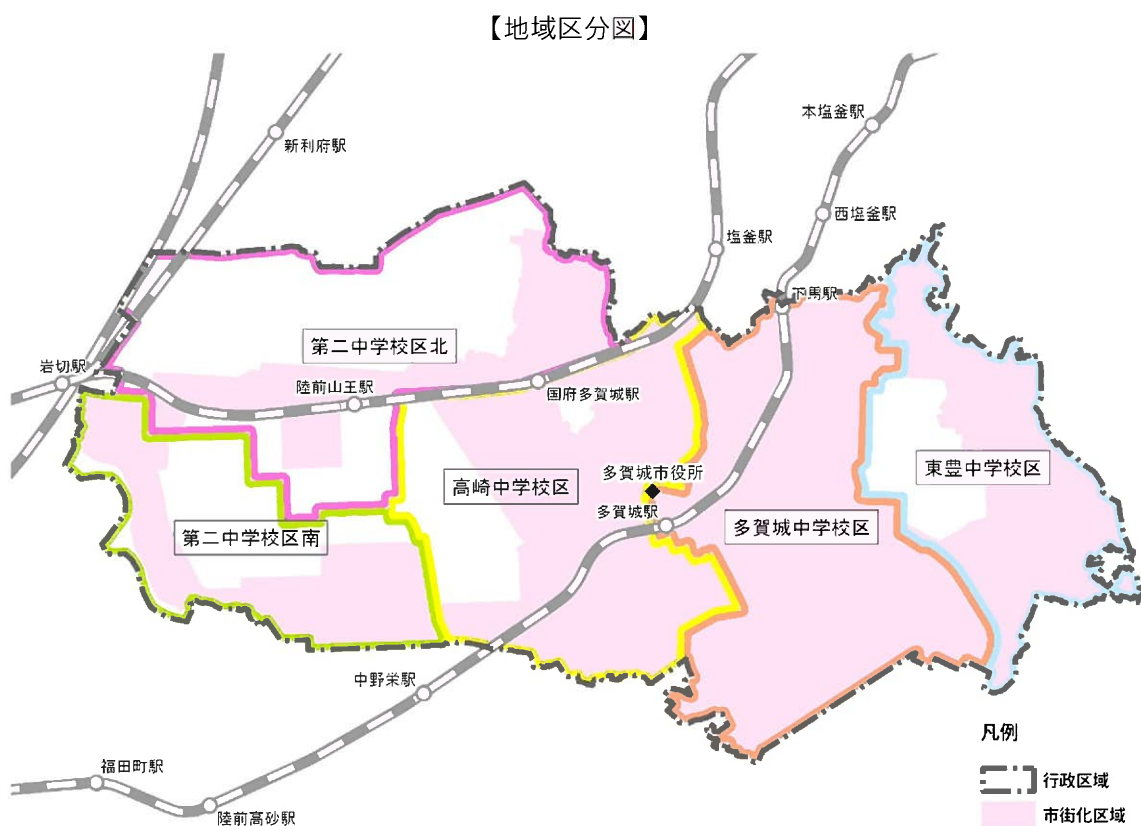 【地域区分図】
本塩釜駅
新利府駅
西塩釜駅
塩釜駅
下馬駅
第二中学校区北
岩切駅
陸前山王駅
国府多賀城駅
多賀城市役所
東豊中学校区
高崎中学校区
多賀城駅
多賀城中学校区
第二中学校区南
中野栄駅
凡例
福田町駅
行政区域
陸前高砂駅
市街化区域